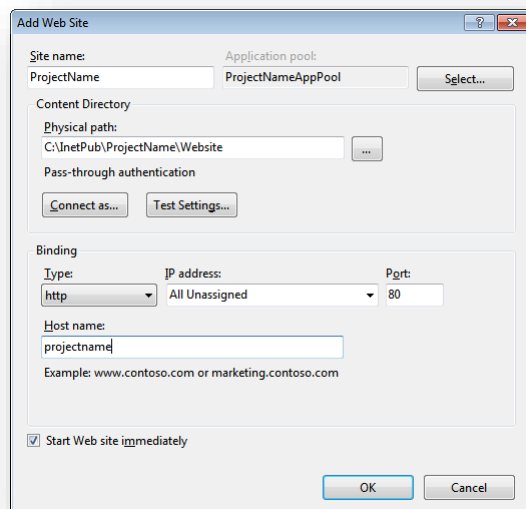 Add Web Site
Site name:
Application pool:
ProjectName
ProjectNameAppPool
Select...
Content Directory
Physical path:
C:\InetPub\ProjectName\Website
...
Pass-through authentication
Connect as...
Test Settings...
Binding
Type:
IP address:
Port:
http
All Unassigned
80
Host name:
projectname
Example: www.contoso.com or marketing.contoso.com
Start Web site immediately
OK
Cancel